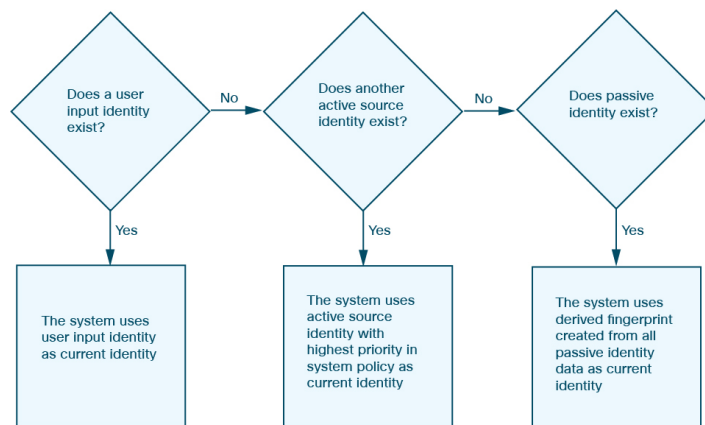 Does a user
input identity
exist?
No
Does another
active source
identity exist?
No
Does passive
identity exist?
Yes
Yes
Yes
The system uses
user input identity
as current identity
The system uses
active source
identity with
highest priority in
system policy as
current identity
The system uses
derived fingerprint
created from all
passive identity
data as current
identity